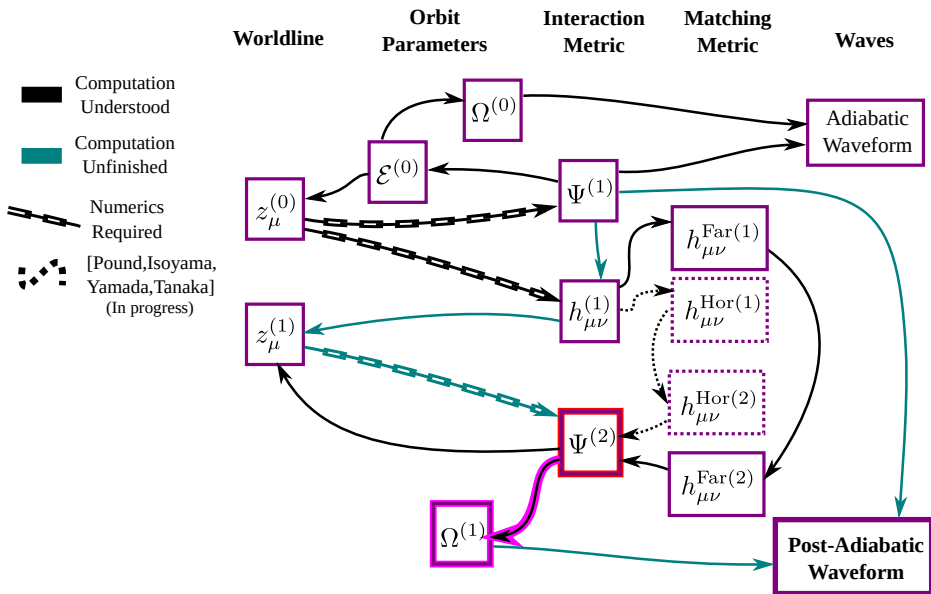 Worldline
Orbit
Parameters
Interaction
Metric
Matching
Metric
Waves
Computation
Understood
Computation
Unfinished
Numerics
Required
[Pound,Isoyama,
Yamada,Tanaka]
(In progress)
Ω^(0)
Adiabatic
Waveform
ℰ^(0)
z_μ^(0)
Ψ^(1)
h_μν^Far(1)
h_μν^(1)
h_μν^Hor(1)
z_μ^(1)
h_μν^Hor(2)
Ψ^(2)
h_μν^Far(2)
Ω^(1)
Post-Adiabatic
Waveform